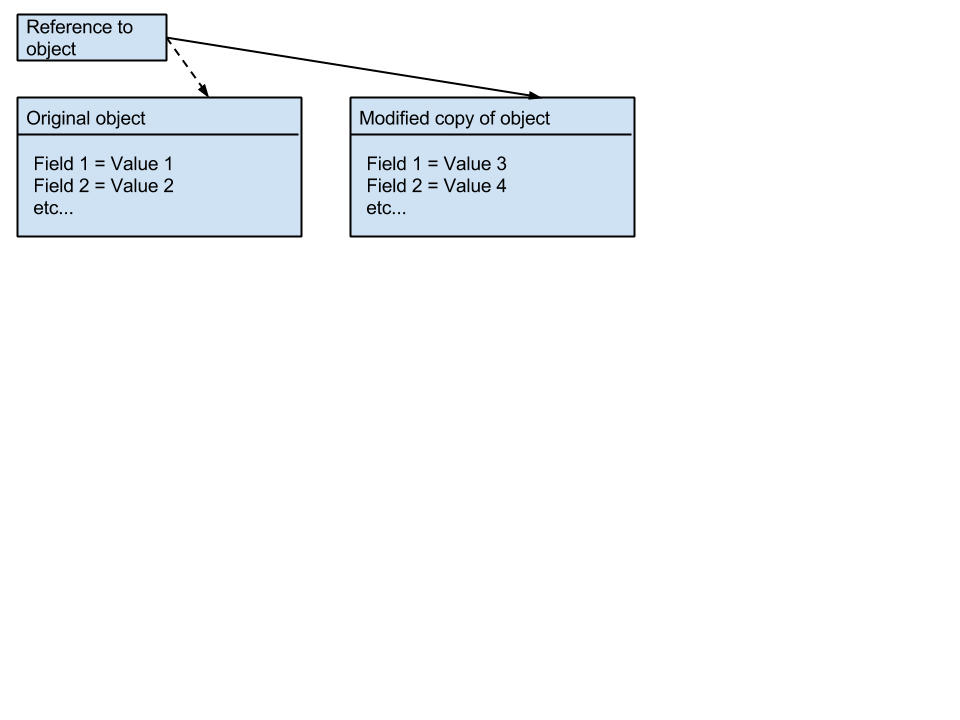 Reference to
object
Original object
Field 1 = Value 1
Field 2 = Value 2
etc...
Modified copy of object
Field 1 = Value 3
Field 2 = Value 4
etc...